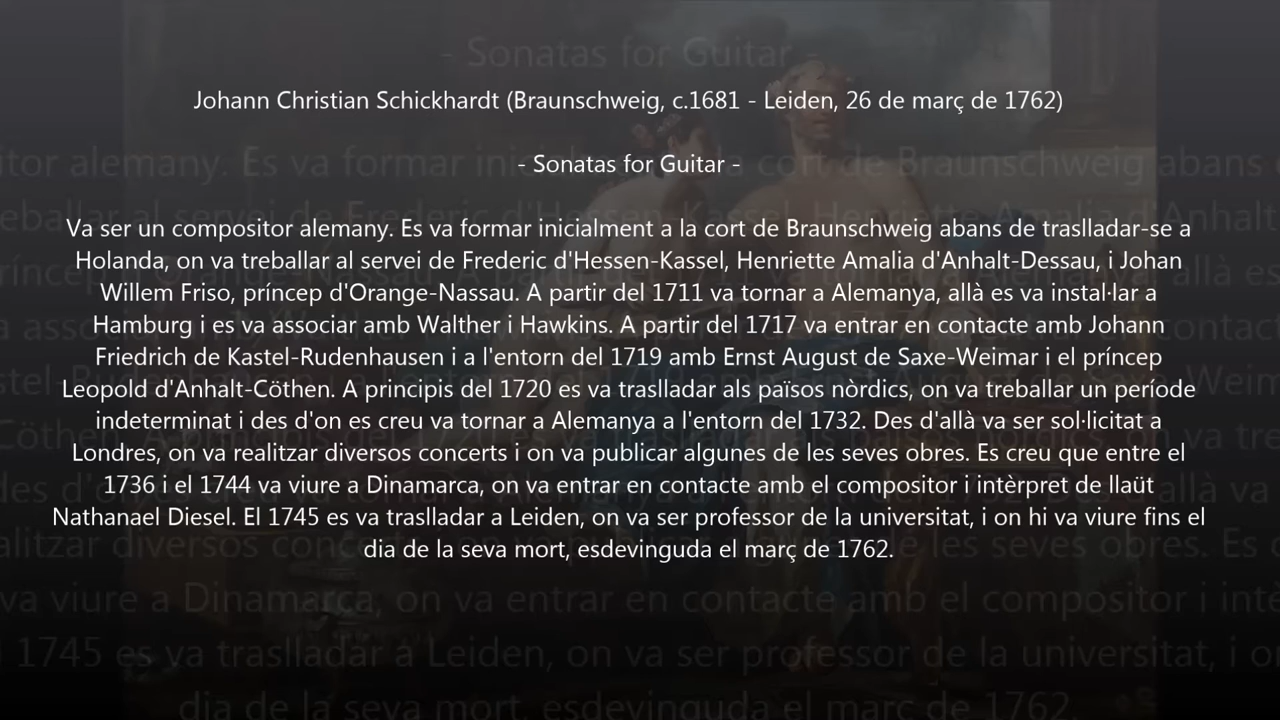 Johann Christian Schickhardt (Braunschweig, c.1681 - Leiden, 26 de març de 1762)
- Sonatas for Guitar -
Va ser un compositor alemany. Es va formar inicialment a la cort de Braunschweig abans de traslladar-se a
Holanda, on va treballar al servei de Frederic d'Hessen-Kassel, Henriette Amalia d'Anhalt-Dessau, i Johan
Willem Friso, príncep d'Orange-Nassau. A partir del 1711 va tornar a Alemanya, allà es va instal·lar a
Hamburg i es va associar amb Walther i Hawkins. A partir del 1717 va entrar en contacte amb Johann
Friedrich de Kastel-Rudenhausen i a l'entorn del 1719 amb Ernst August de Saxe-Weimar i el príncep
Leopold d'Anhalt-Cöthen. A principis del 1720 es va traslladar als països nòrdics, on va treballar un període
indeterminat i des d'on es creu va tornar a Alemanya a l'entorn del 1732. Des d'allà va ser sol·licitat a
Londres, on va realitzar diversos concerts i on va publicar algunes de les seves obres. Es creu que entre el
1736 i el 1744 va viure a Dinamarca, on va entrar en contacte amb el compositor i intèrpret de llaüt
Nathanael Diesel. El 1745 es va traslladar a Leiden, on va ser professor de la universitat, i on hi va viure fins el
dia de la seva mort, esdevinguda el març de 1762.